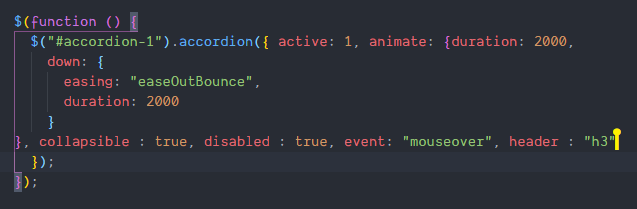 $(function () {
$("#accordion-1").accordion({ active: 1, animate: {duration: 2000,
down: {
easing: "easeOutBounce",
duration: 2000
}
}, collapsible : true, disabled : true, event: "mouseover", header : "h3"
});
});